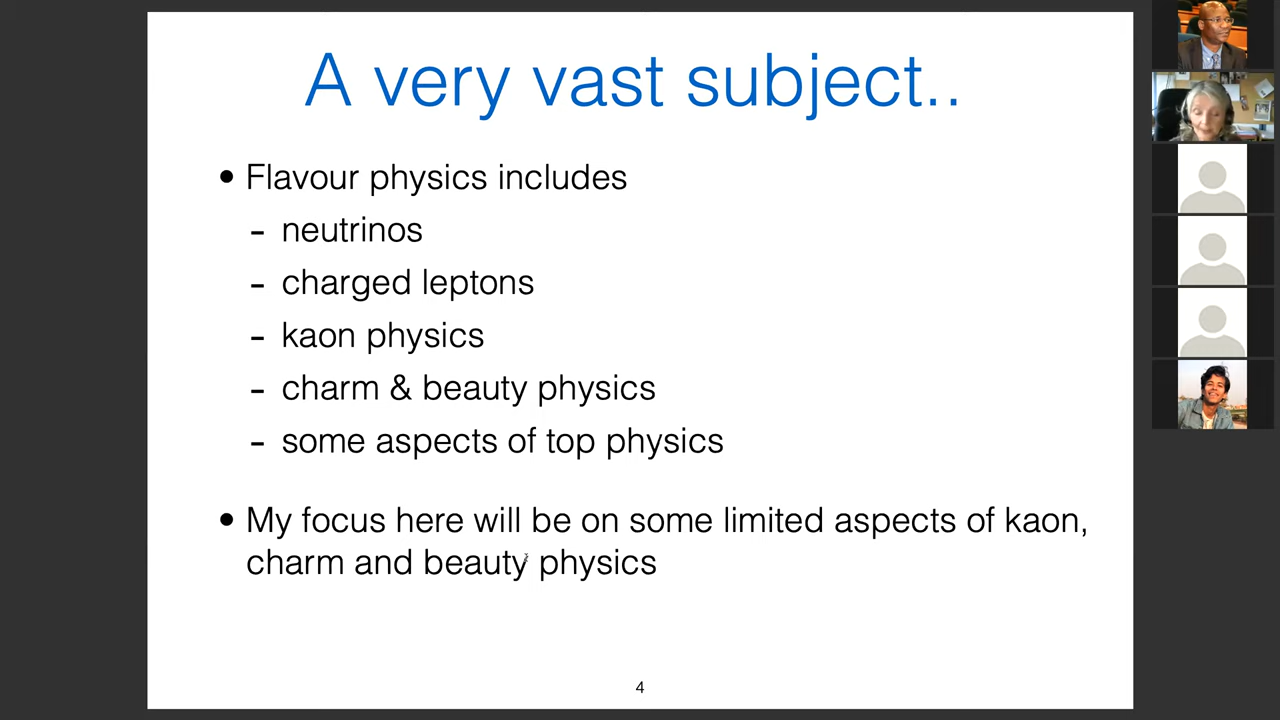 A very vast subject..
• Flavour physics includes
- neutrinos
- charged leptons
- kaon physics
- charm & beauty physics
- some aspects of top physics
• My focus here will be on some limited aspects of kaon,
charm and beauty physics
4